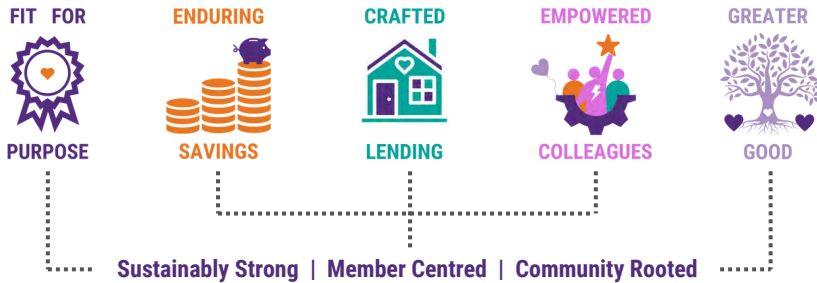 FIT FOR
PURPOSE
ENDURING
SAVINGS
CRAFTED
LENDING
EMPOWERED
COLLEAGUES
GREATER
GOOD
Sustainably Strong | Member Centred | Community Rooted